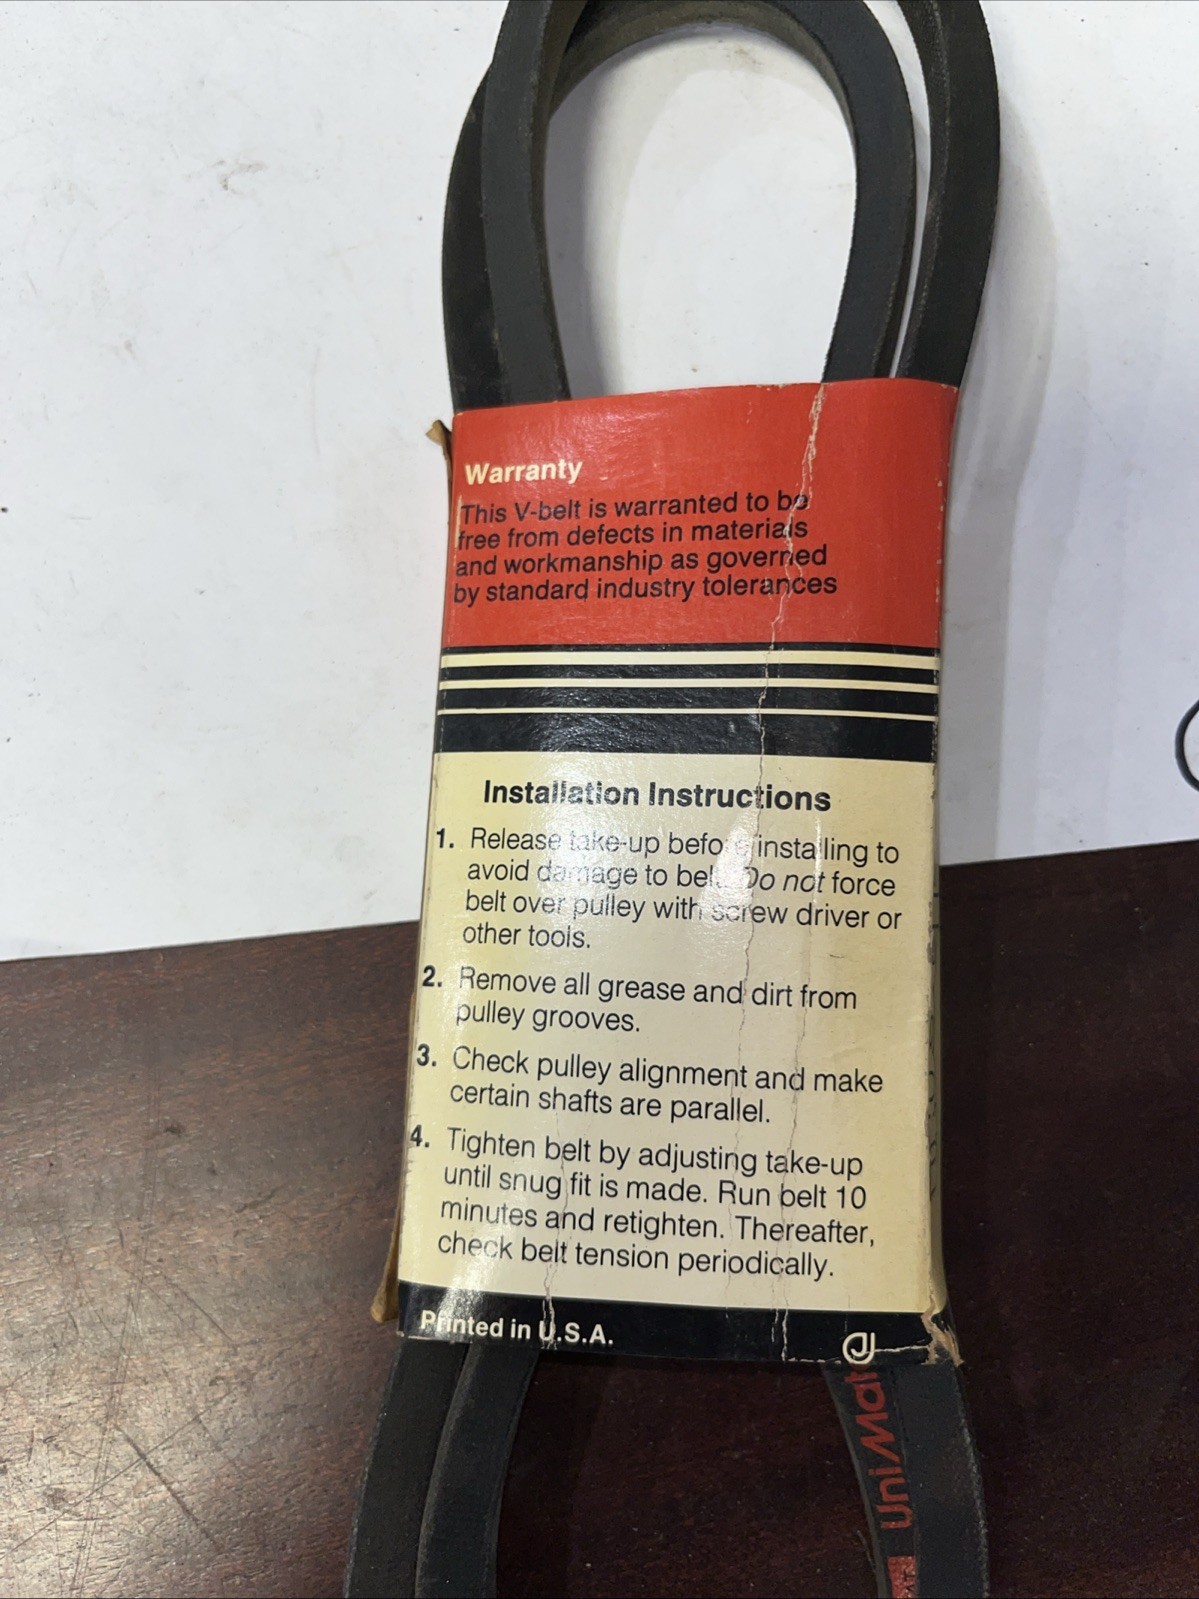 Warranty
This V-belt is warranted to be
free from defects in materials
and workmanship as governed
by standard industry tolerances
Installation Instructions
1. Release take-up before installing to
avoid damage to belt. Do not force
belt over pulley with screw driver or
other tools.
2. Remove all grease and dirt from
pulley grooves.
3. Check pulley alignment and make
certain shafts are parallel.
4. Tighten belt by adjusting take-up
until snug fit is made. Run belt 10
minutes and retighten. Thereafter,
check belt tension periodically.
Printed in U.S.A.